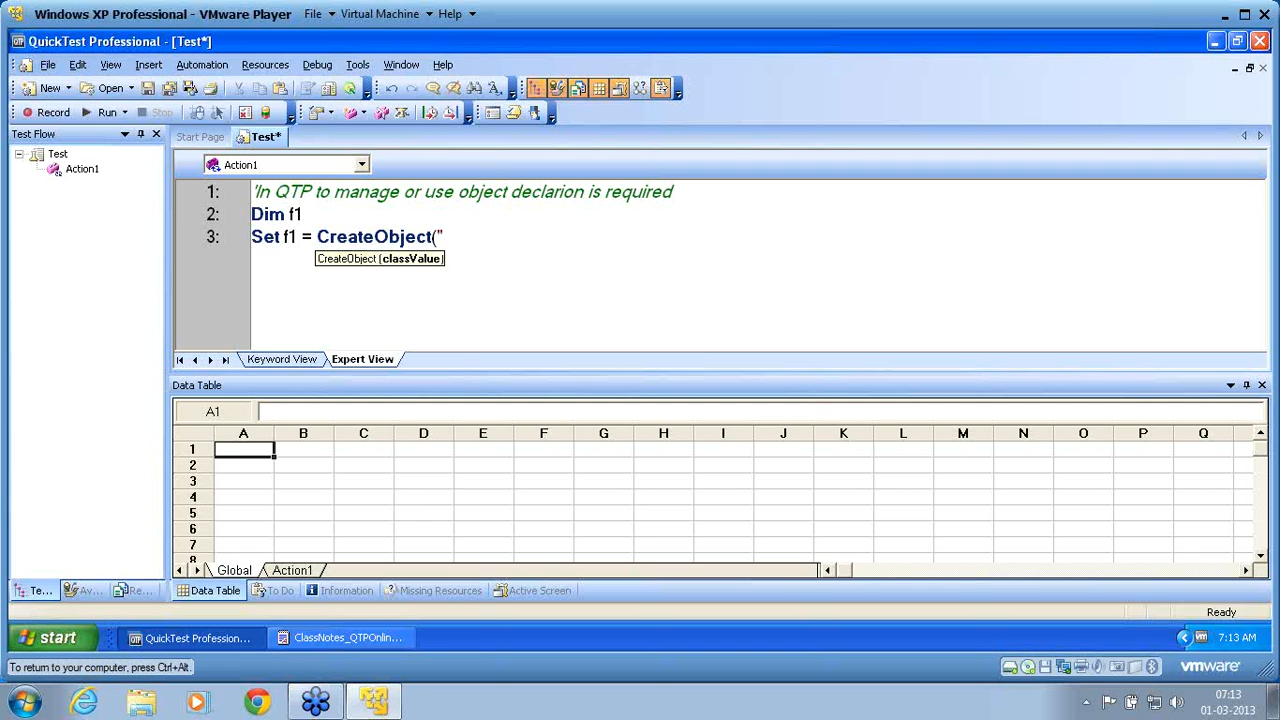 Windows XP Professional - VMware Player File Virtual Machine Help
QTP QuickTest Professional - [Test*]
File Edit View Insert Automation Resources Debug Tools Window Help
New Open
Record Run Stop
Test Flow
Start Page Test*
Test
Action1
Action1
1: 'In QTP to manage or use object declarion is required
2: Dim f1
3: Set f1 = CreateObject("
CreateObject (classValue)
Keyword View Expert View
Data Table
A1
A B C D E F G H I J K L M N O P Q
1
2
3
4
5
6
7
8
Global Action1
Te... Av... Re... Data Table To Do Information Missing Resources Active Screen
Ready
start QuickTest Profession... ClassNotes_QTPOnlin... 7:13 AM
To return to your computer, press Ctrl+Alt. vmware
07:13
01-03-2013